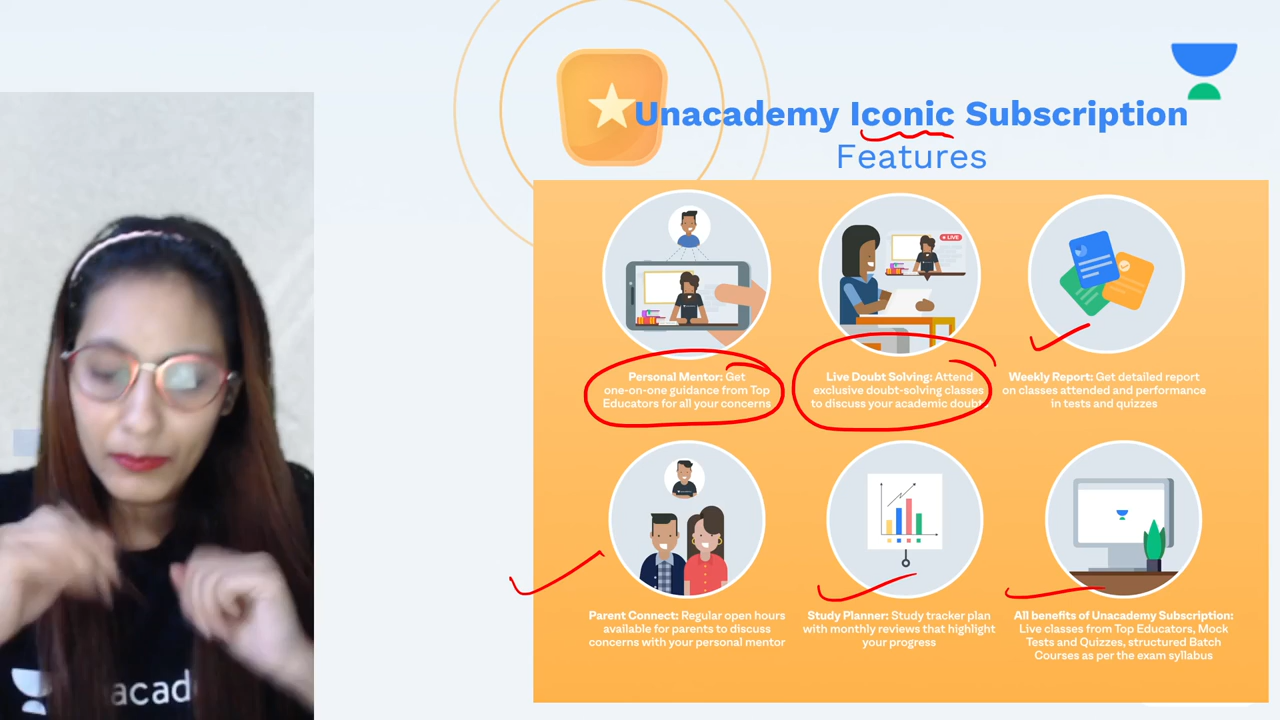 Unacademy Iconic Subscription
Features
LIVE
Personal Mentor: Get
one-on-one guidance from Top
Educators for all your concerns
Live Doubt Solving: Attend
exclusive doubt-solving classes
to discuss your academic doubts
Weekly Report: Get detailed report
on classes attended and performance
in tests and quizzes
Parent Connect: Regular open hours
available for parents to discuss
concerns with your personal mentor
Study Planner: Study tracker plan
with monthly reviews that highlight
your progress
All benefits of Unacademy Subscription:
Live classes from Top Educators, Mock
Tests and Quizzes, structured Batch
Courses as per the exam syllabus